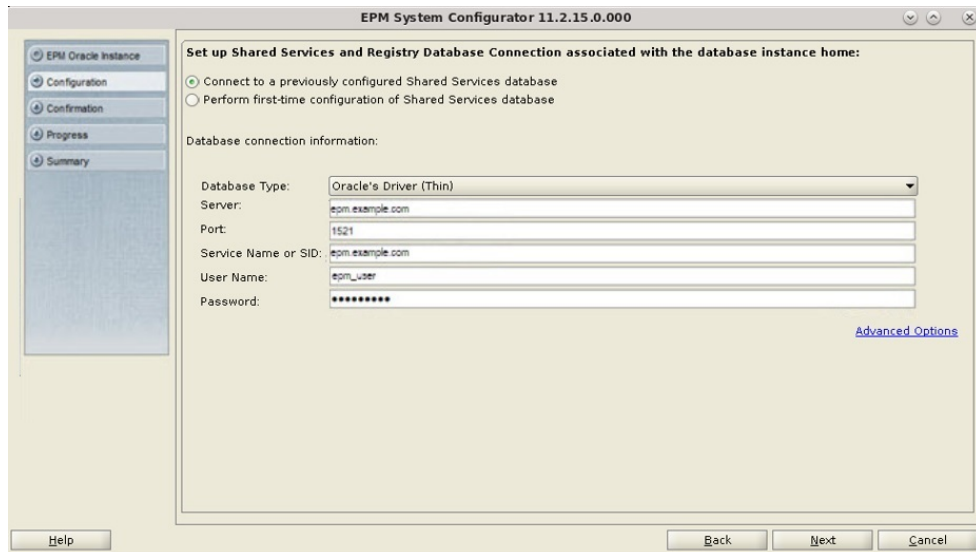 EPM System Configurator 11.2.15.0.000
EPM Oracle Instance
Configuration
Confirmation
Progress
Summary
Set up Shared Services and Registry Database Connection associated with the database instance home:
Connect to a previously configured Shared Services database
Perform first-time configuration of Shared Services database
Database connection information:
Database Type: Oracle's Driver (Thin)
Server: epm.example.com
Port: 1521
Service Name or SID: epm.example.com
User Name: epm_user
Password: •••••••••
Advanced Options
Help Back Next Cancel